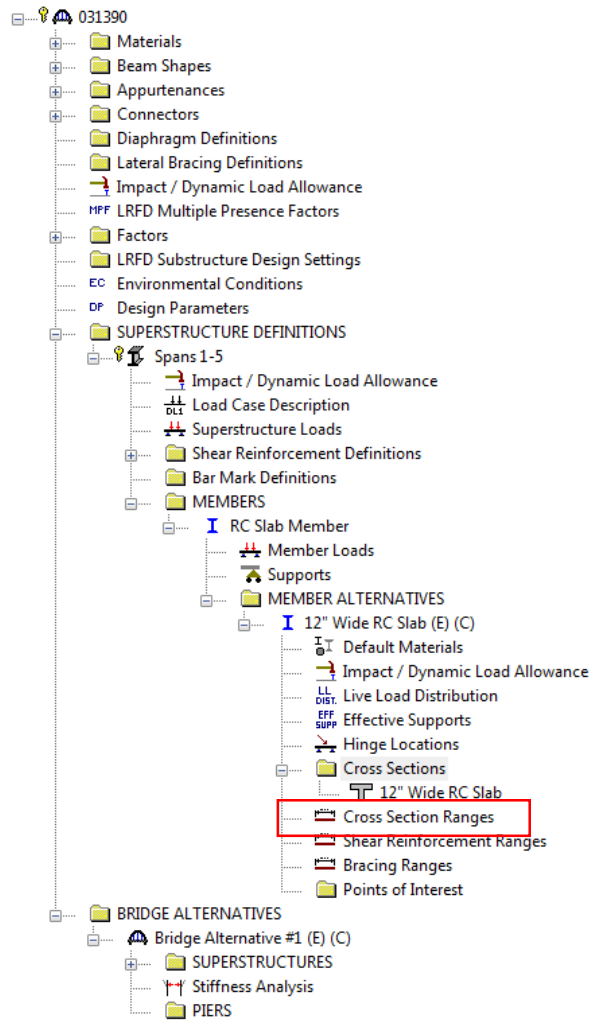 031390
Materials
Beam Shapes
Appurtenances
Connectors
Diaphragm Definitions
Lateral Bracing Definitions
Impact / Dynamic Load Allowance
MPF LRFD Multiple Presence Factors
Factors
LRFD Substructure Design Settings
EC Environmental Conditions
DP Design Parameters
SUPERSTRUCTURE DEFINITIONS
Spans 1-5
Impact / Dynamic Load Allowance
DL1 Load Case Description
Superstructure Loads
Shear Reinforcement Definitions
Bar Mark Definitions
MEMBERS
RC Slab Member
Member Loads
Supports
MEMBER ALTERNATIVES
12" Wide RC Slab (E) (C)
Default Materials
Impact / Dynamic Load Allowance
LL DIST. Live Load Distribution
EFF SUPP Effective Supports
Hinge Locations
Cross Sections
12" Wide RC Slab
Cross Section Ranges
Shear Reinforcement Ranges
Bracing Ranges
Points of Interest
BRIDGE ALTERNATIVES
Bridge Alternative #1 (E) (C)
SUPERSTRUCTURES
Stiffness Analysis
PIERS